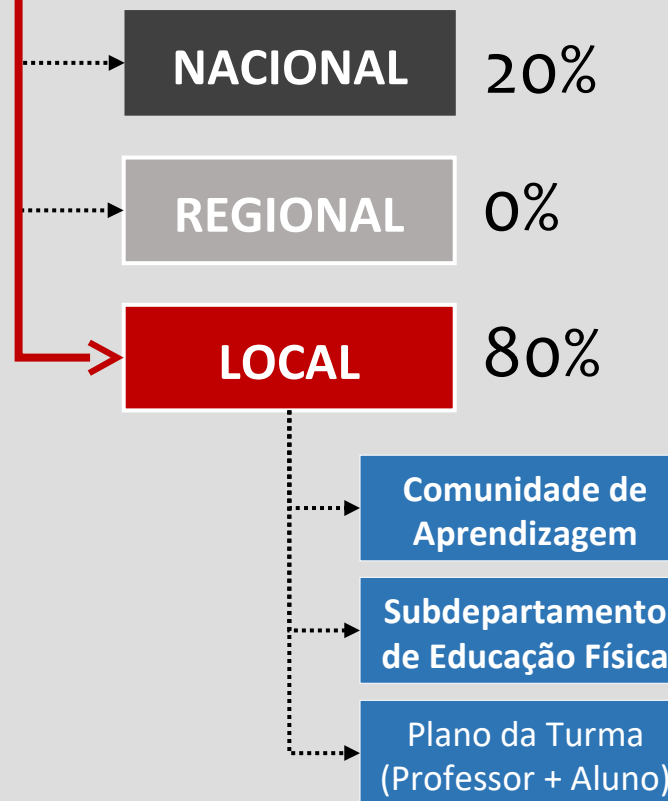 NACIONAL 20%
REGIONAL 0%
LOCAL 80%
Comunidade de
Aprendizagem
Subdepartamento
de Educação Física
Plano da Turma
(Professor + Aluno)